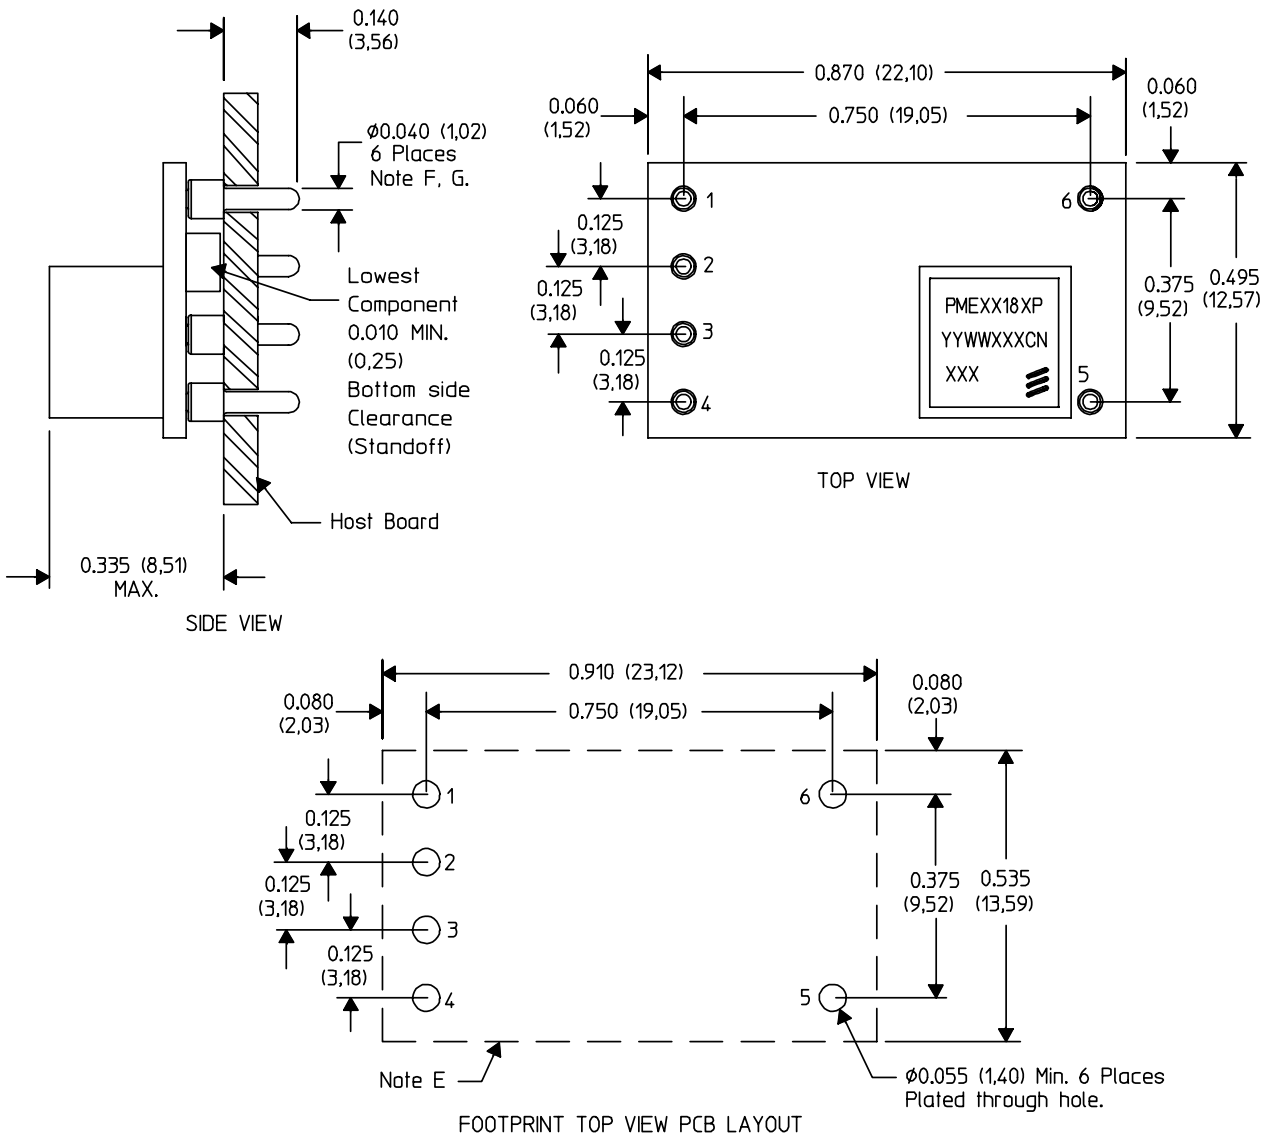 0.140
(3,56)
Ø0.040 (1,02)
6 Places
Note F, G.
Lowest
Component
0.010 MIN.
(0,25)
Bottom side
Clearance
(Standoff)
Host Board
0.335 (8,51)
MAX.
SIDE VIEW
0.870 (22,10)
0.060
(1,52)
0.750 (19,05)
0.060
(1,52)
1
6
0.125
(3,18)
2
0.125
(3,18)
3
0.125
(3,18)
4
PMEXX18XP
YYWWXXXCN
XXX
5
0.375
(9,52)
0.495
(12,57)
TOP VIEW
0.910 (23,12)
0.080
(2,03)
0.750 (19,05)
0.080
(2,03)
1
6
0.125
(3,18)
2
0.125
(3,18)
3
0.125
(3,18)
4
5
0.375
(9,52)
0.535
(13,59)
Note E
Ø0.055 (1,40) Min. 6 Places
Plated through hole.
FOOTPRINT TOP VIEW PCB LAYOUT